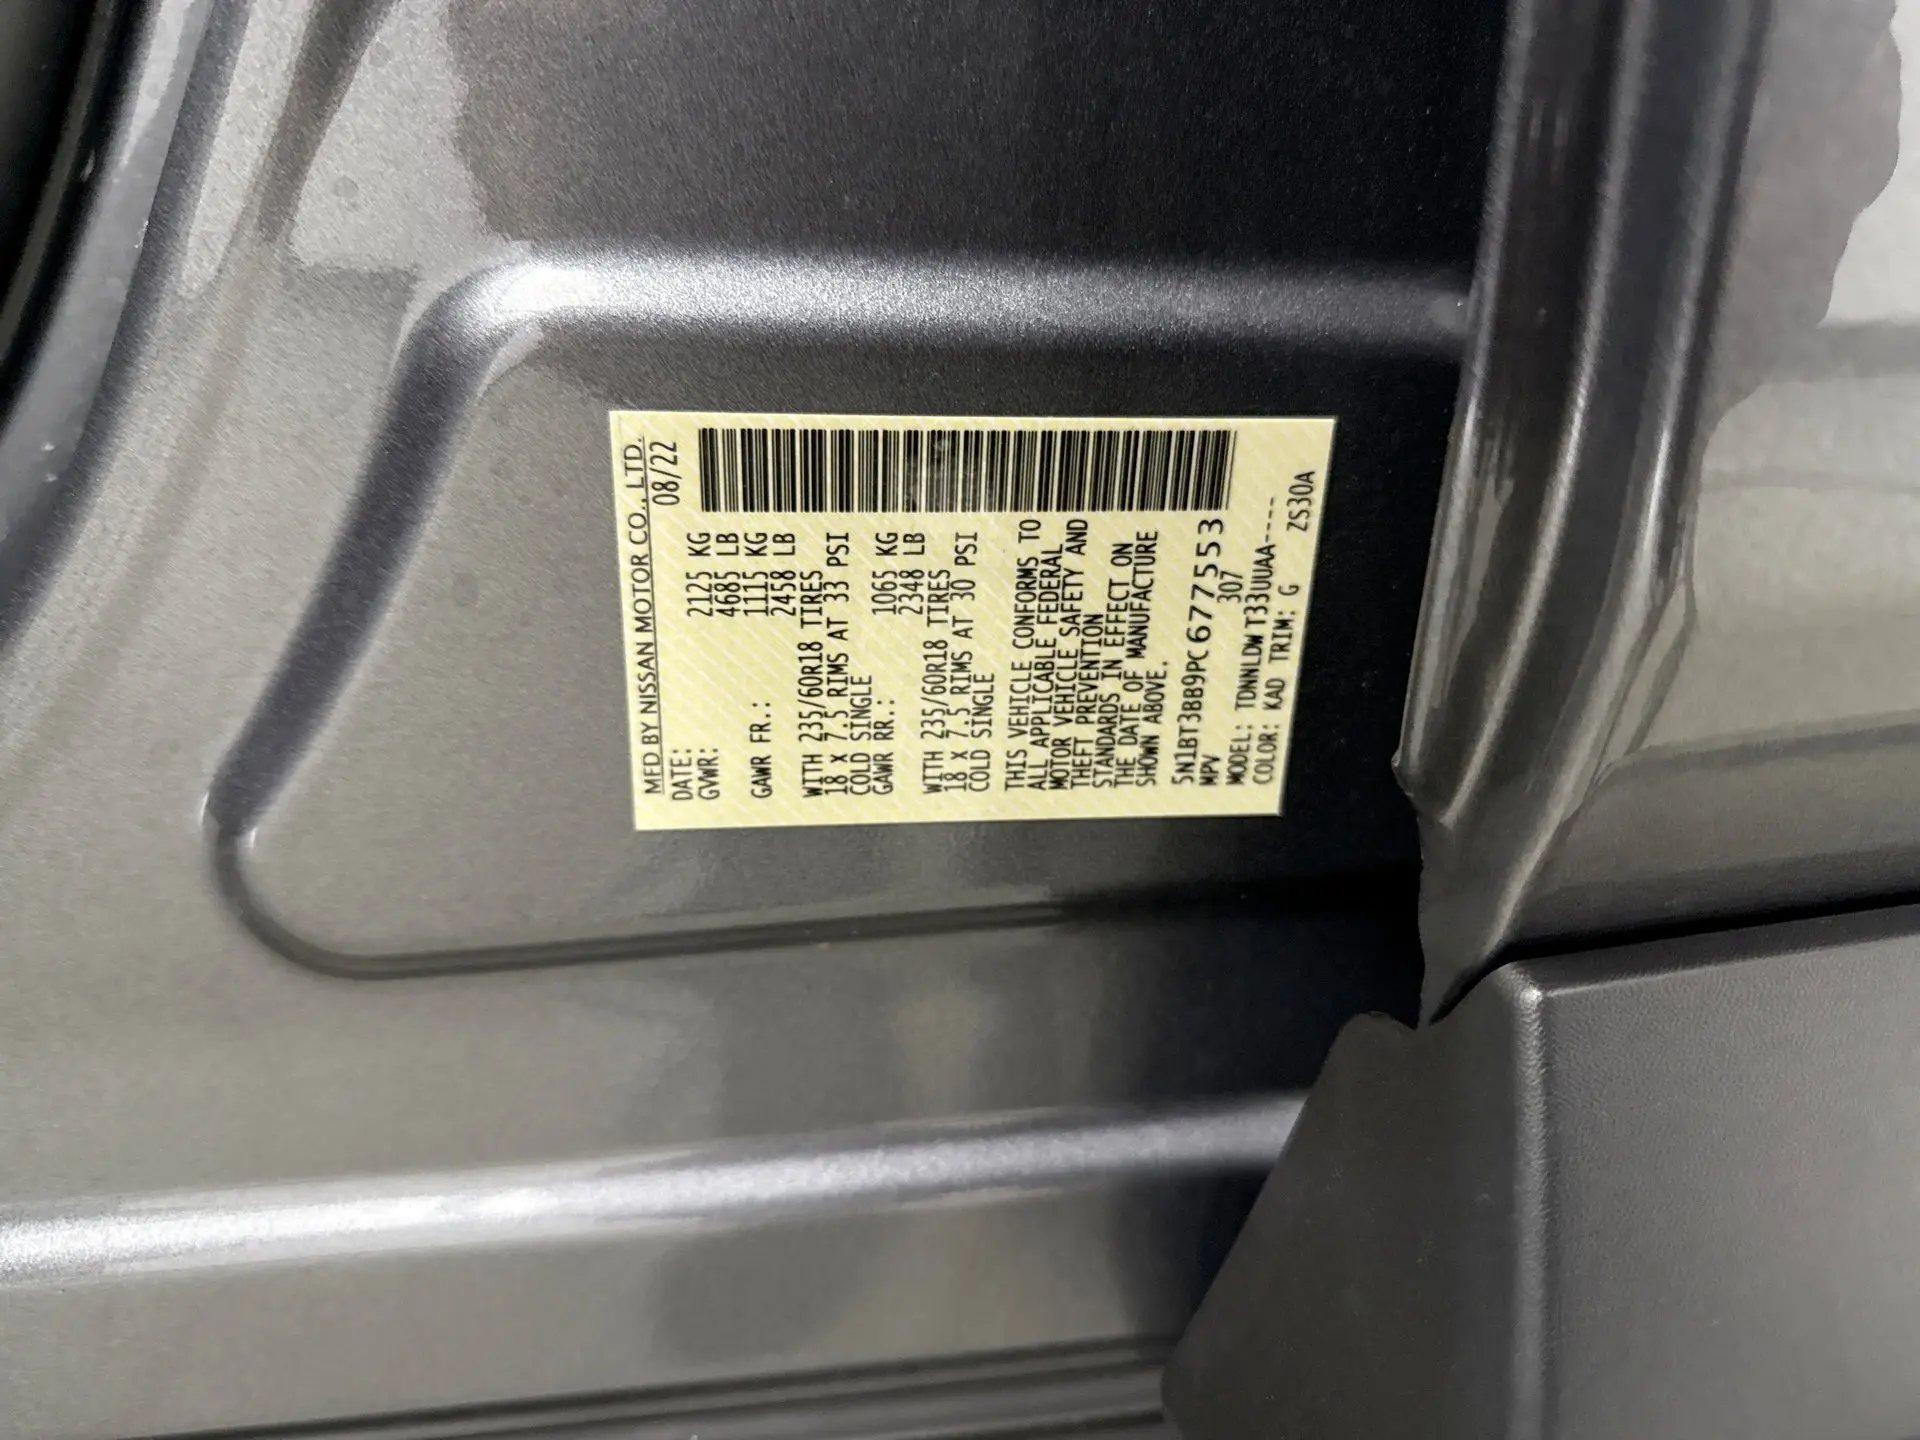 MFD BY NISSAN MOTOR CO., LTD.
DATE: 08/22
GVWR: 2125 KG
4685 LB
GAWR FR.: 1115 KG
2458 LB
WITH 235/60R18 TIRES
18 X 7.5 RIMS AT 33 PSI
COLD SINGLE
GAWR RR.: 1065 KG
2348 LB
WITH 235/60R18 TIRES
18 X 7.5 RIMS AT 30 PSI
COLD SINGLE
THIS VEHICLE CONFORMS TO
ALL APPLICABLE FEDERAL
MOTOR VEHICLE SAFETY AND
THEFT PREVENTION
STANDARDS IN EFFECT ON
THE DATE OF MANUFACTURE
SHOWN ABOVE.
5N1BT3BB9PC677553
MPV 307
MODEL: TDNNLDW T33UUAA----
COLOR: KAD TRIM: G ZS30A